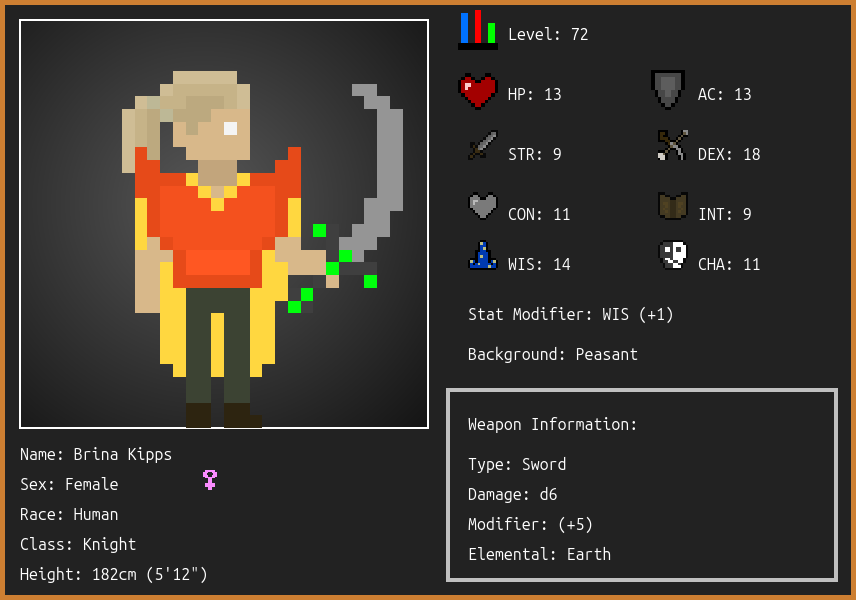 Level: 72
HP: 13
AC: 13
STR: 9
DEX: 18
CON: 11
INT: 9
WIS: 14
CHA: 11
Stat Modifier: WIS (+1)
Background: Peasant
Weapon Information:
Type: Sword
Damage: d6
Modifier: (+5)
Elemental: Earth
Name: Brina Kipps
Sex: Female
Race: Human
Class: Knight
Height: 182cm (5'12")